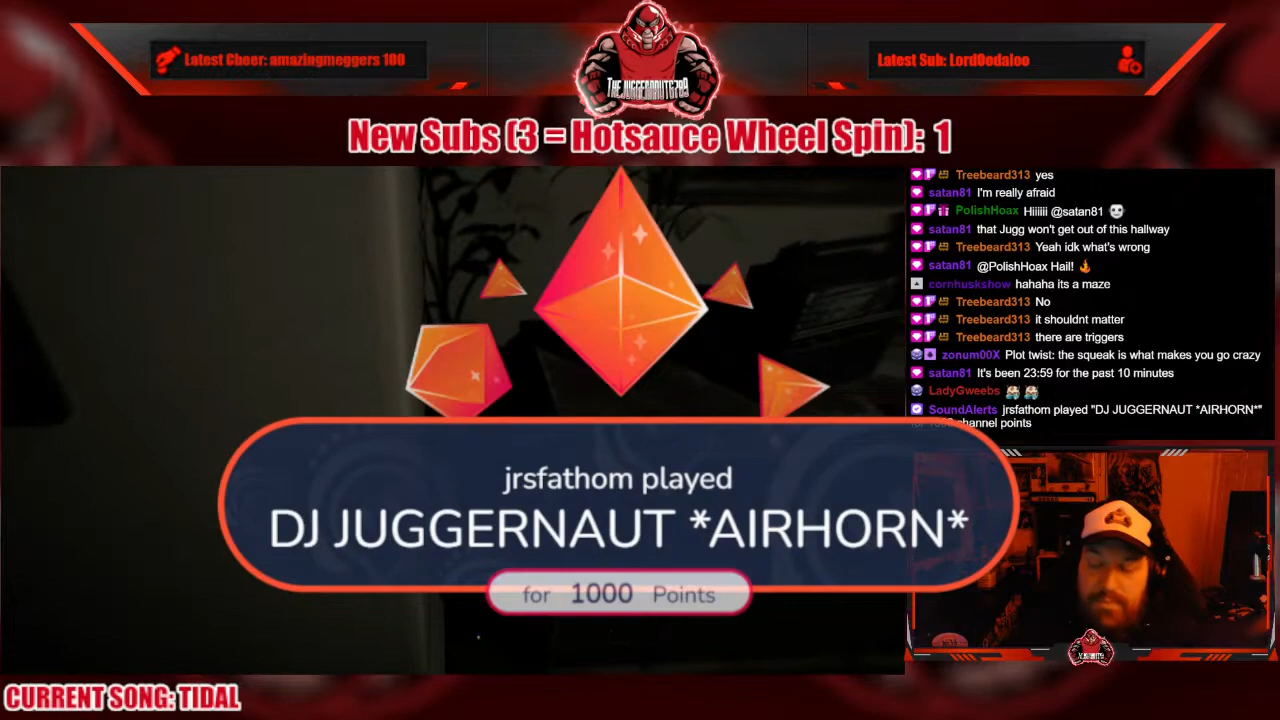 Latest Cheer: amazingmeggers 100
THEJUGGERNAUT6789
Latest Sub: LordOodaloo
New Subs (3 = Hotsauce Wheel Spin): 1
Treebeard313 yes
satan81 I'm really afraid
PolishHoax Hiiiiii @satan81
satan81 that Jugg won't get out of this hallway
Treebeard313 Yeah idk what's wrong
satan81 @PolishHoax Hail!
cornhuskshow hahaha its a maze
Treebeard313 No
Treebeard313 it shouldnt matter
Treebeard313 there are triggers
zonum00X Plot twist: the squeak is what makes you go crazy
satan81 It's been 23:59 for the past 10 minutes
LadyGweebs
SoundAlerts jrsfathom played "DJ JUGGERNAUT *AIRHORN*"
for 1000 channel points
jrsfathom played
DJ JUGGERNAUT *AIRHORN*
for 1000 Points
CURRENT SONG: TIDAL